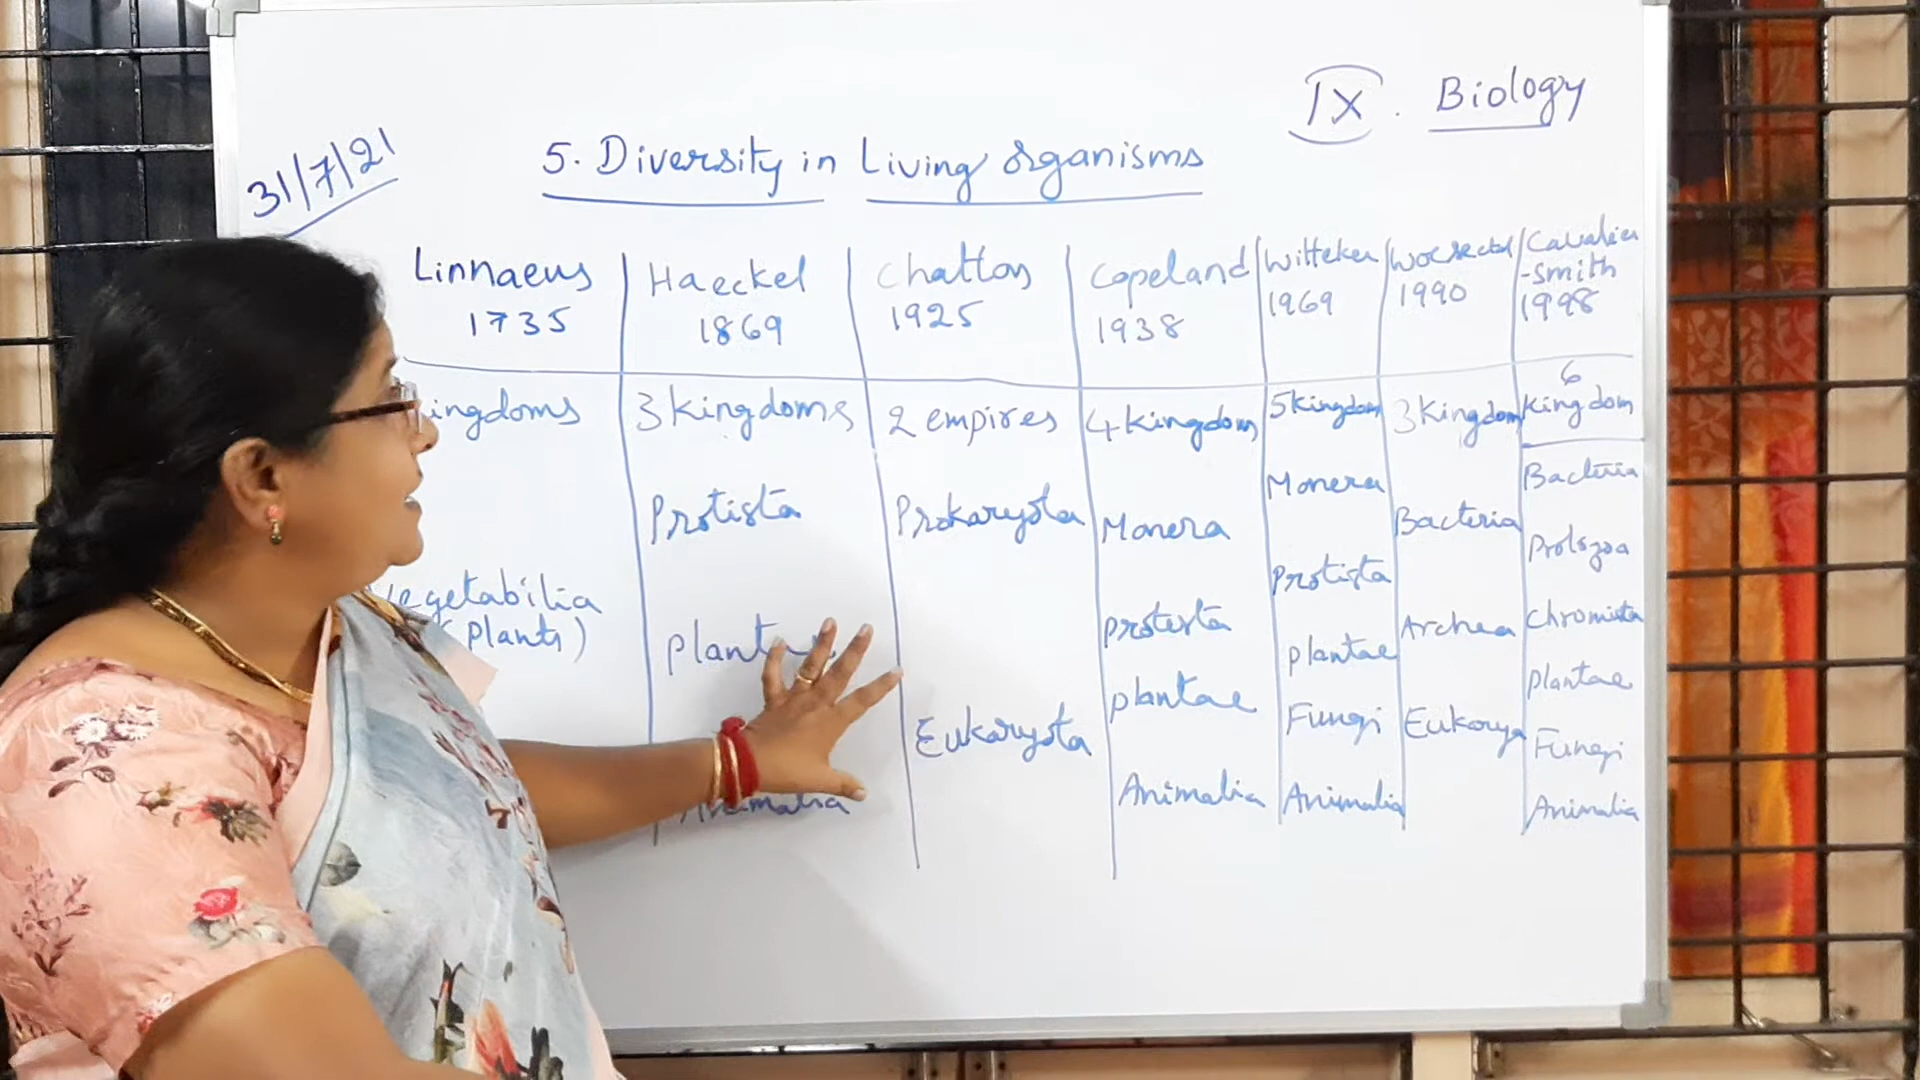 IX. Biology
31/7/21
5. Diversity in Living organisms
Linnaeus 1735
Haeckel 1869
Chatton 1925
Copeland 1938
Witteker 1969
1990
Cavalier -Smith 1998
ingdoms
3 kingdoms
2 empires
4 kingdom
5 kingdom
3 kingdom
6 kingdom
egetabilia
plants)
Protista
Plantae
Animalia
Prokaryota
Eukaryota
Monera
Protista
plantae
Animalia
Monera
Protista
plantae
Fungi
Animalia
Bacteria
Archea
Eukarya
Bacteria
Protozoa
Chromista
Plantae
Fungi
Animalia